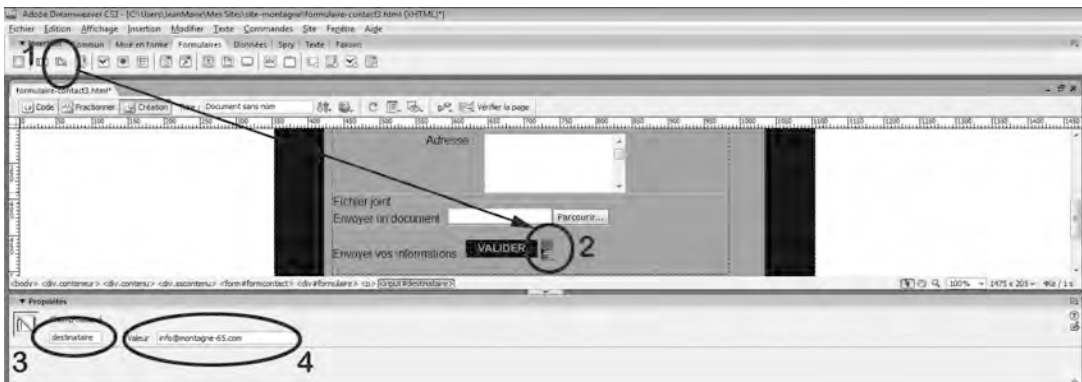 Adobe Dreamweaver CS3 - [C:\Users\JeanMarie\Mes Sites\site-montagne\formulaire-contact3.html (XHTML)*]
Fichier Edition Affichage Insertion Modifier Texte Commandes Site Fenêtre Aide
Commun Mise en forme Formulaires Données Spry Texte Favoris
1
formulaire-contact3.html*
Code Fractionner Création Document sans nom Vérifier la page
Adresse :
Fichier joint
Envoyer un document Parcourir...
Envoyer vos informations VALIDER 2
<body> <div.conteneur> <div.contenu> <div.sscontenu> <form#formcontact> <div#formulaire> <p> <input#destinataire> 100% 1475 x 205
Propriétés
destinataire Valeur info@montagne-65.com
3 4